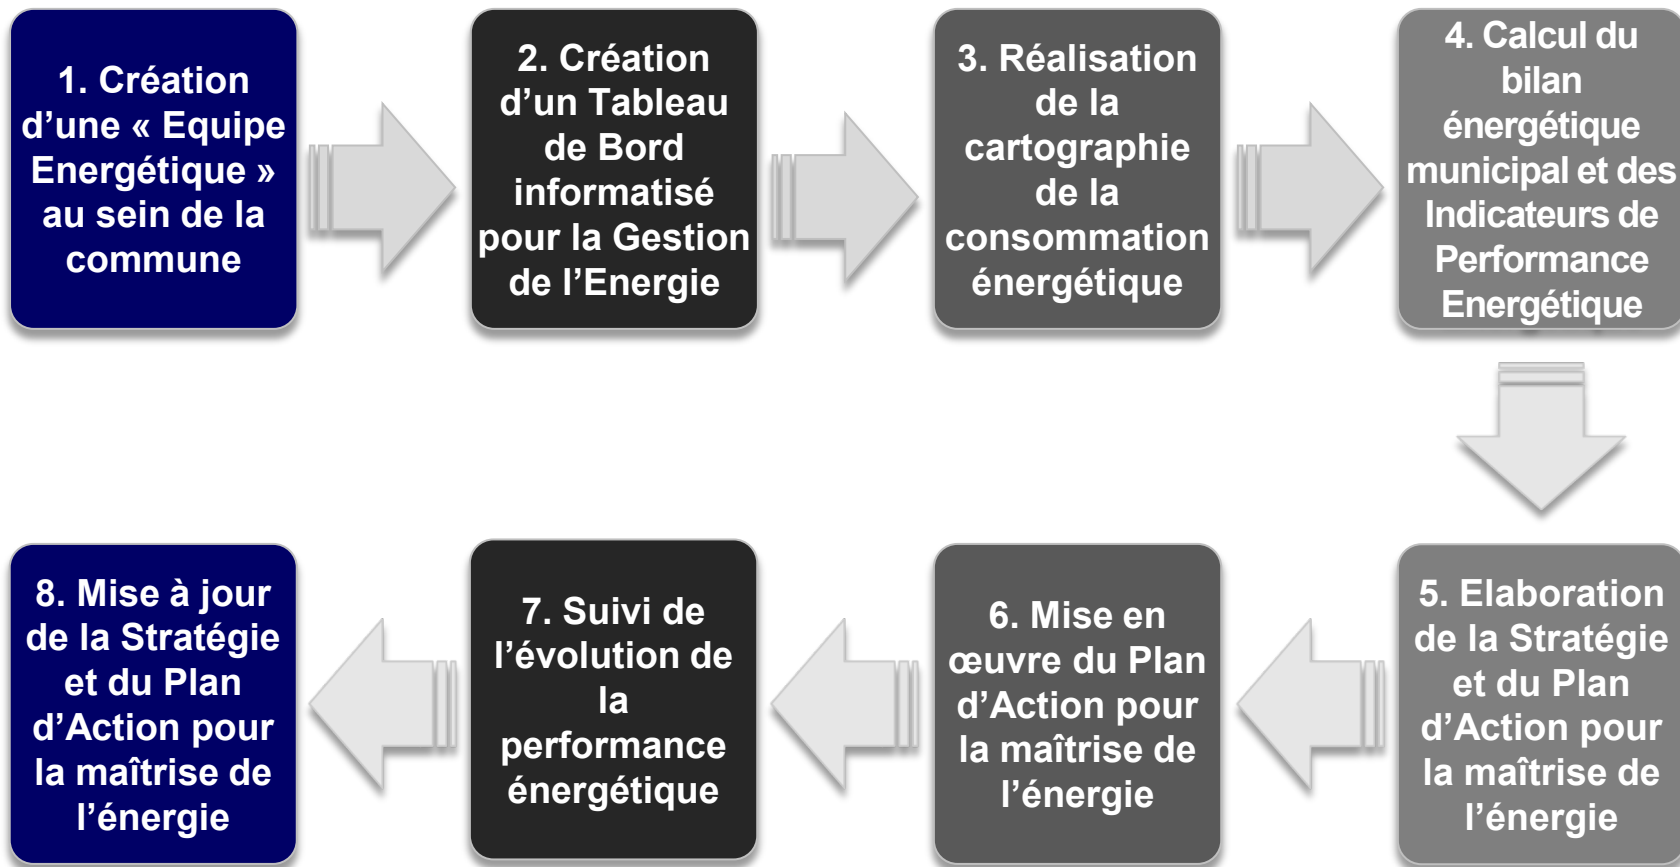 1. Création
d’une « Equipe
Energétique »
au sein de la
commune
2. Création
d’un Tableau
de Bord
informatisé
pour la Gestion
de l’Energie
3. Réalisation
de la
cartographie
de la
consommation
énergétique
4. Calcul du
bilan
énergétique
municipal et des
Indicateurs de
Performance
Energétique
5. Elaboration
de la Stratégie
et du Plan
d’Action pour
la maîtrise de
l’énergie
6. Mise en
œuvre du Plan
d’Action pour
la maîtrise de
l’énergie
7. Suivi de
l’évolution de
la
performance
énergétique
8. Mise à jour
de la Stratégie
et du Plan
d’Action pour
la maîtrise de
l’énergie